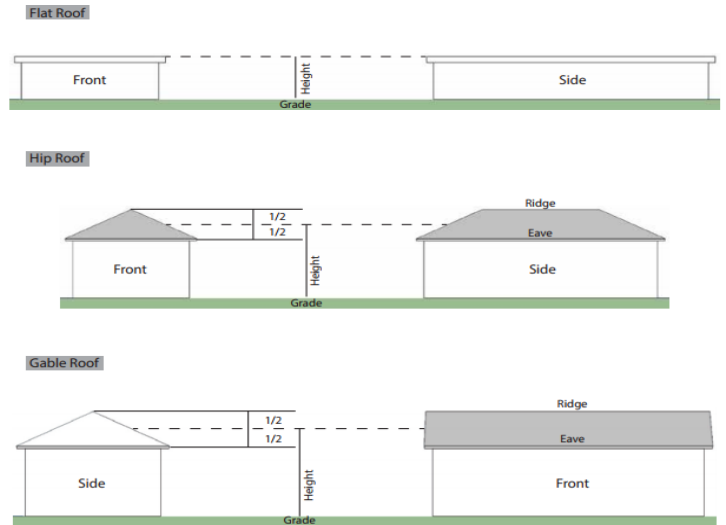 Flat Roof
Front
Height
Side
Grade
Hip Roof
Ridge
1/2
1/2
Eave
Front
Height
Side
Grade
Gable Roof
Ridge
1/2
1/2
Eave
Side
Height
Front
Grade